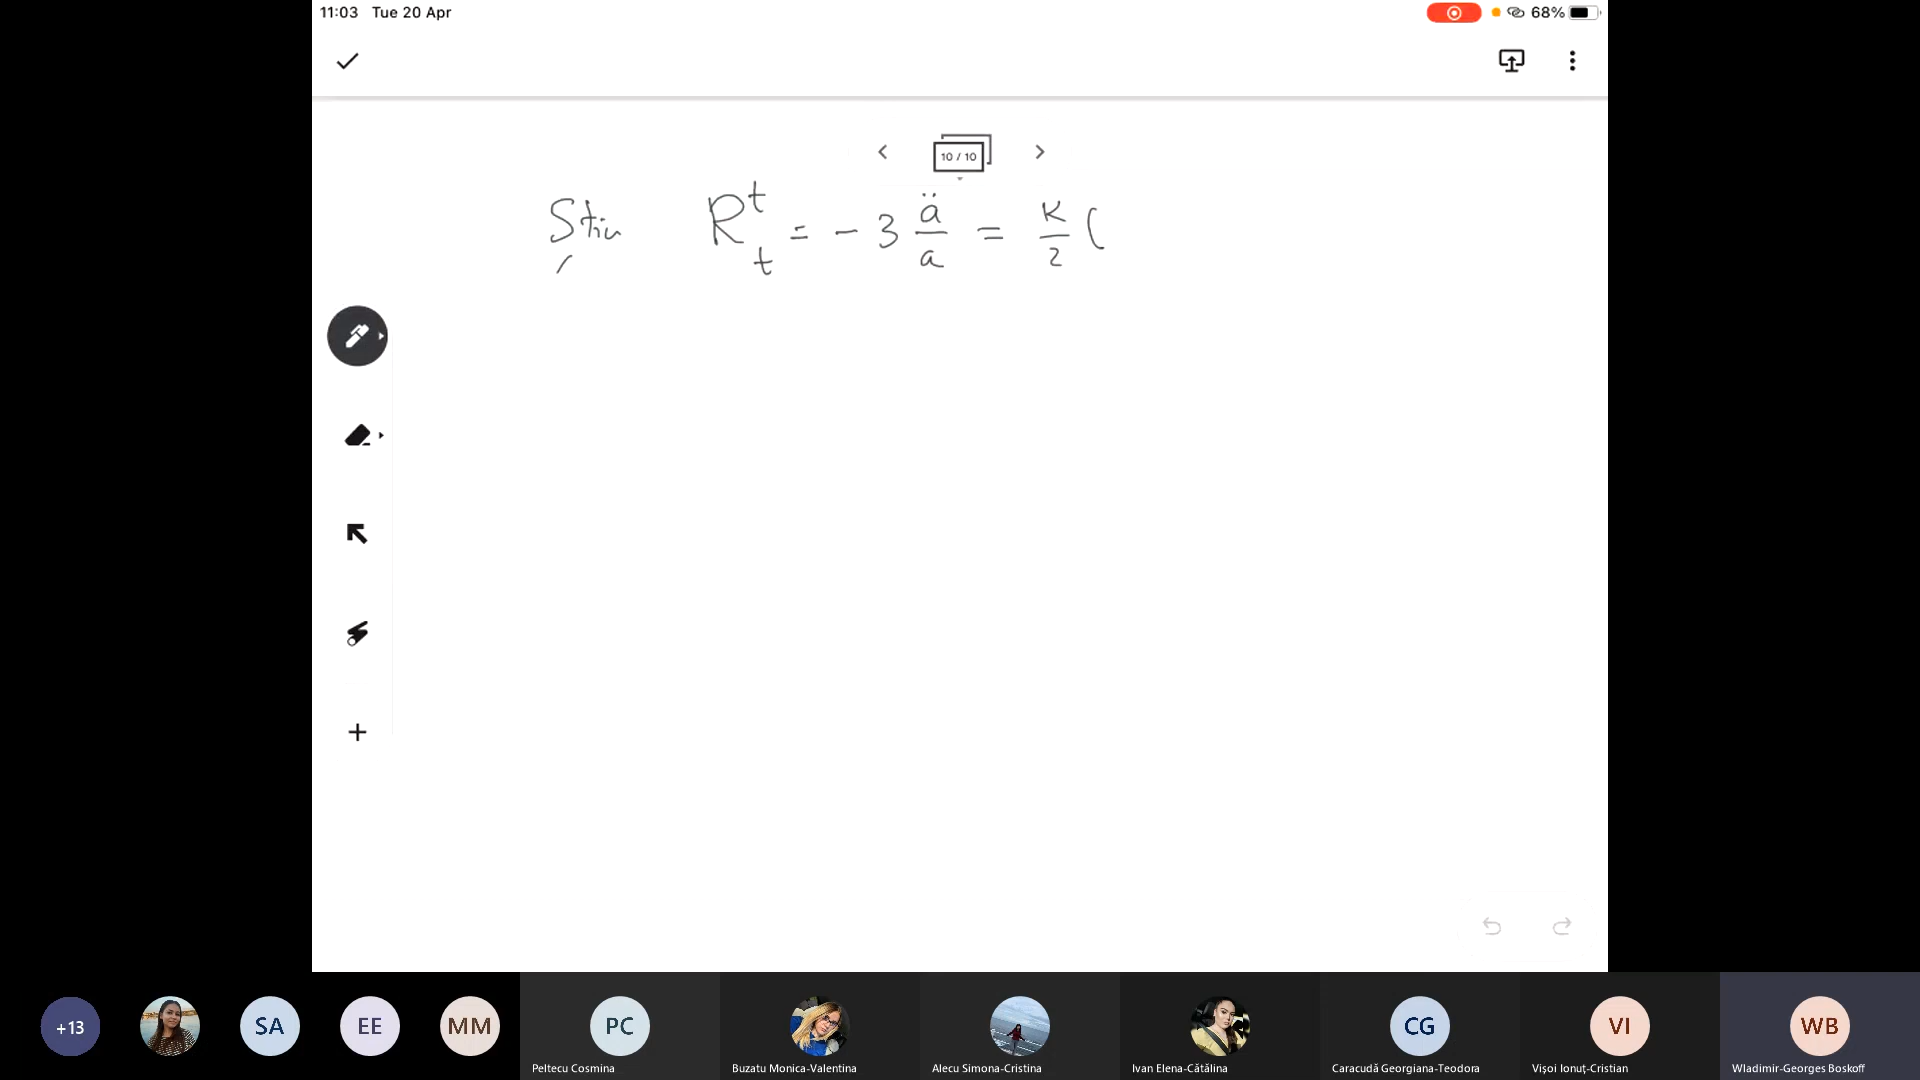 11:03 Tue 20 Apr 68%
10 / 10
Știu R^t_t = - 3 ä/a = K/2 (
+13 SA EE MM PC CG VI WB
Peltecu Cosmina Buzatu Monica-Valentina Alecu Simona-Cristina Ivan Elena-Cătălina Caracudă Georgiana-Teodora Vișoi Ionuț-Cristian Wladimir-Georges Boskoff